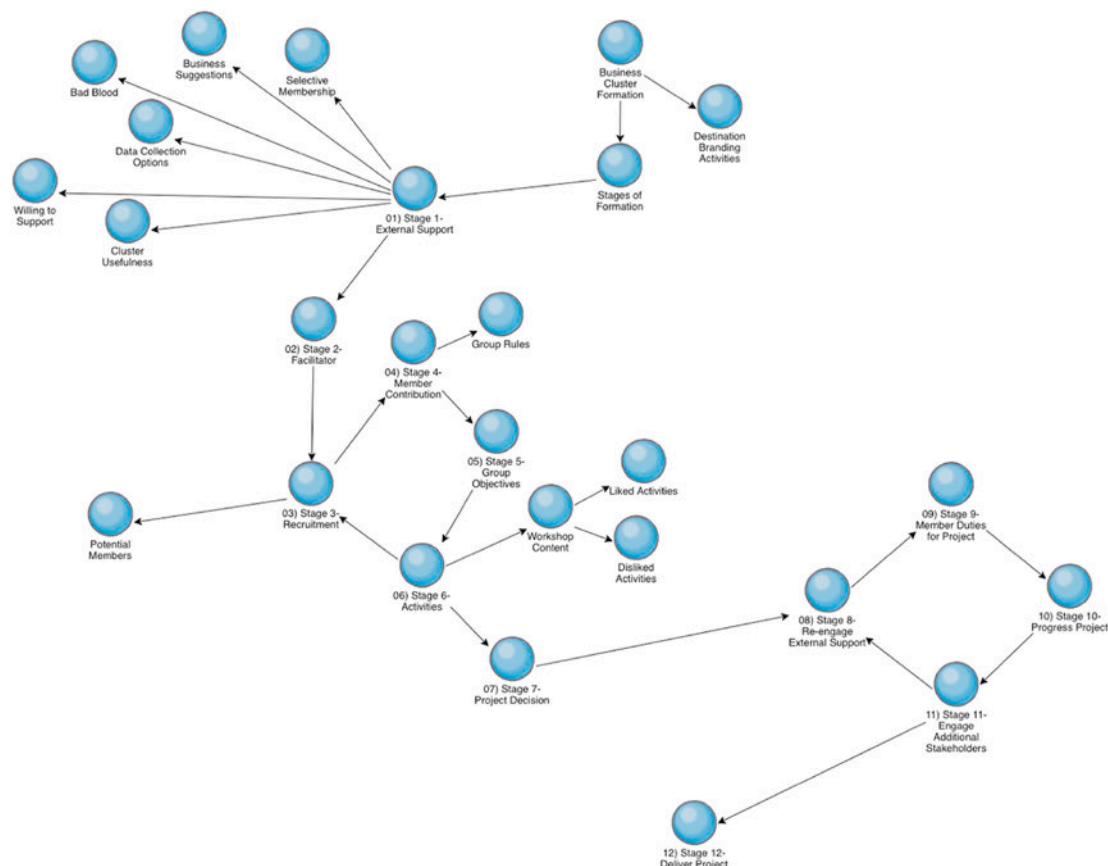 Bad Blood
Business
Suggestions
Selective
Membership
Business
Cluster
Formation
Destination
Branding
Activities
Data Collection
Options
Willing to
Support
Cluster
Usefulness
01) Stage 1-
External Support
Stages of
Formation
02) Stage 2-
Facilitator
04) Stage 4-
Member
Contribution
Group Rules
05) Stage 5-
Group
Objectives
03) Stage 3-
Recruitment
Potential
Members
Workshop
Content
Liked Activities
Disliked
Activities
06) Stage 6-
Activities
07) Stage 7-
Project Decision
08) Stage 8-
Re-engage
External Support
09) Stage 9-
Member Duties
for Project
10) Stage 10-
Progress Project
11) Stage 11-
Engage
Additional
Stakeholders
12) Stage 12-
Deliver Project